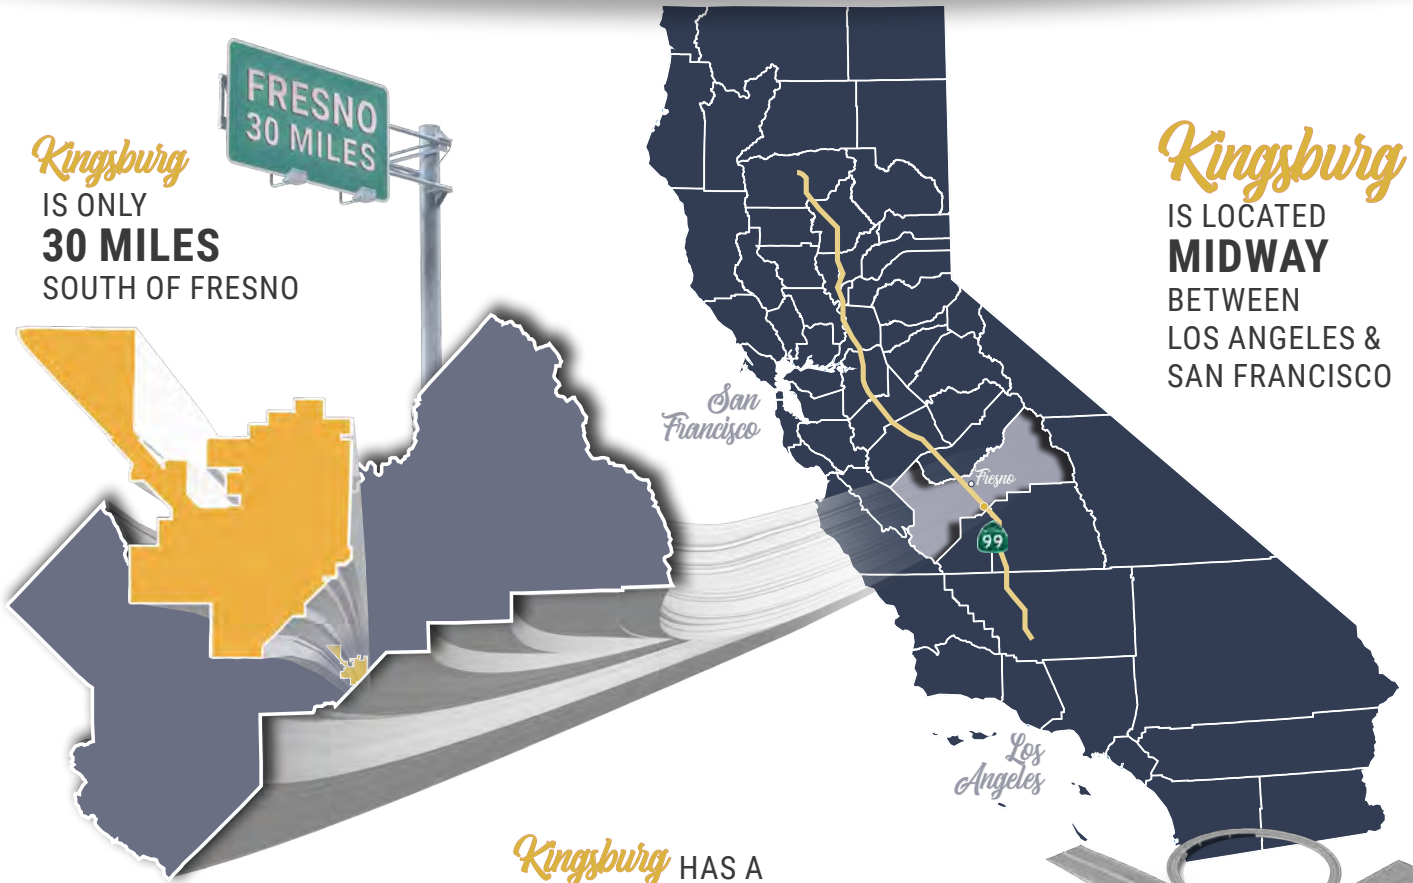 FRESNO
30 MILES
Kingsburg
IS ONLY
30 MILES
SOUTH OF FRESNO
Kingsburg
IS LOCATED
MIDWAY
BETWEEN
LOS ANGELES &
SAN FRANCISCO
San
Francisco
Fresno
99
Los
Angeles
Kingsburg HAS A